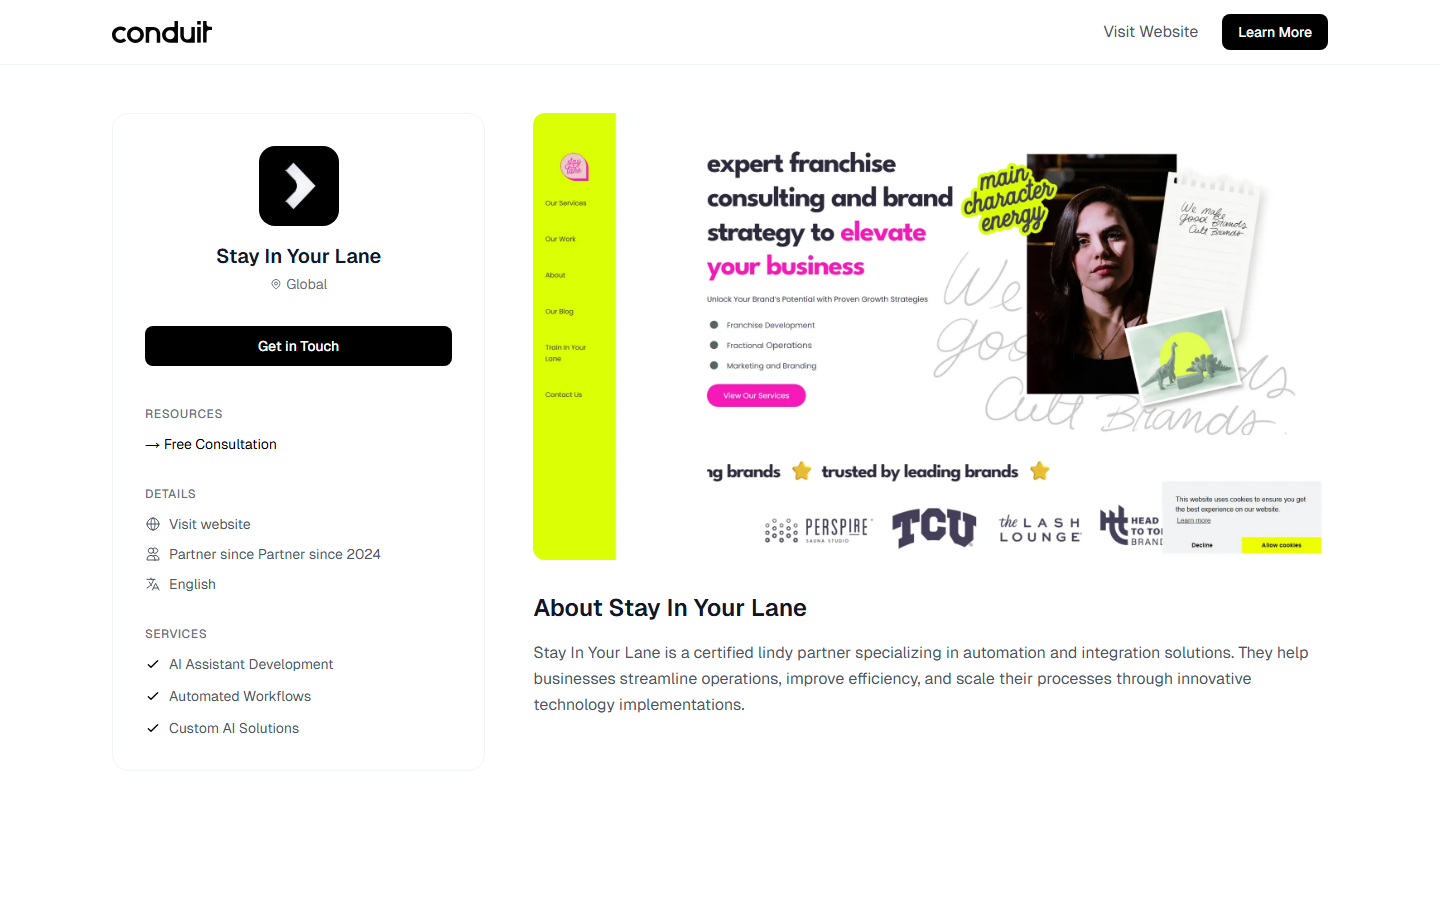 conduit
Visit Website
Learn More
Stay In Your Lane
Global
Get in Touch
RESOURCES
→ Free Consultation
DETAILS
Visit website
Partner since Partner since 2024
English
SERVICES
AI Assistant Development
Automated Workflows
Custom AI Solutions
stay in your lane
Our Services
Our Work
About
Our Blog
Train In Your
Lane
Contact Us
expert franchise
consulting and brand
strategy to elevate
your business
Unlock Your Brand's Potential with Proven Growth Strategies
Franchise Development
Fractional Operations
Marketing and Branding
View Our Services
main
character
energy
We make
good Brands
Cult Brands
We
goo
ds
Cult Brands
ng brands ⭐ trusted by leading brands ⭐
PERSPIRE
SAUNA STUDIO
TCU
the LASH
LOUNGE
HEAD
TO TO
BRAND
This website uses cookies to ensure you get
the best experience on our website.
Learn more
Decline
Allow cookies
About Stay In Your Lane
Stay In Your Lane is a certified lindy partner specializing in automation and integration solutions. They help
businesses streamline operations, improve efficiency, and scale their processes through innovative
technology implementations.